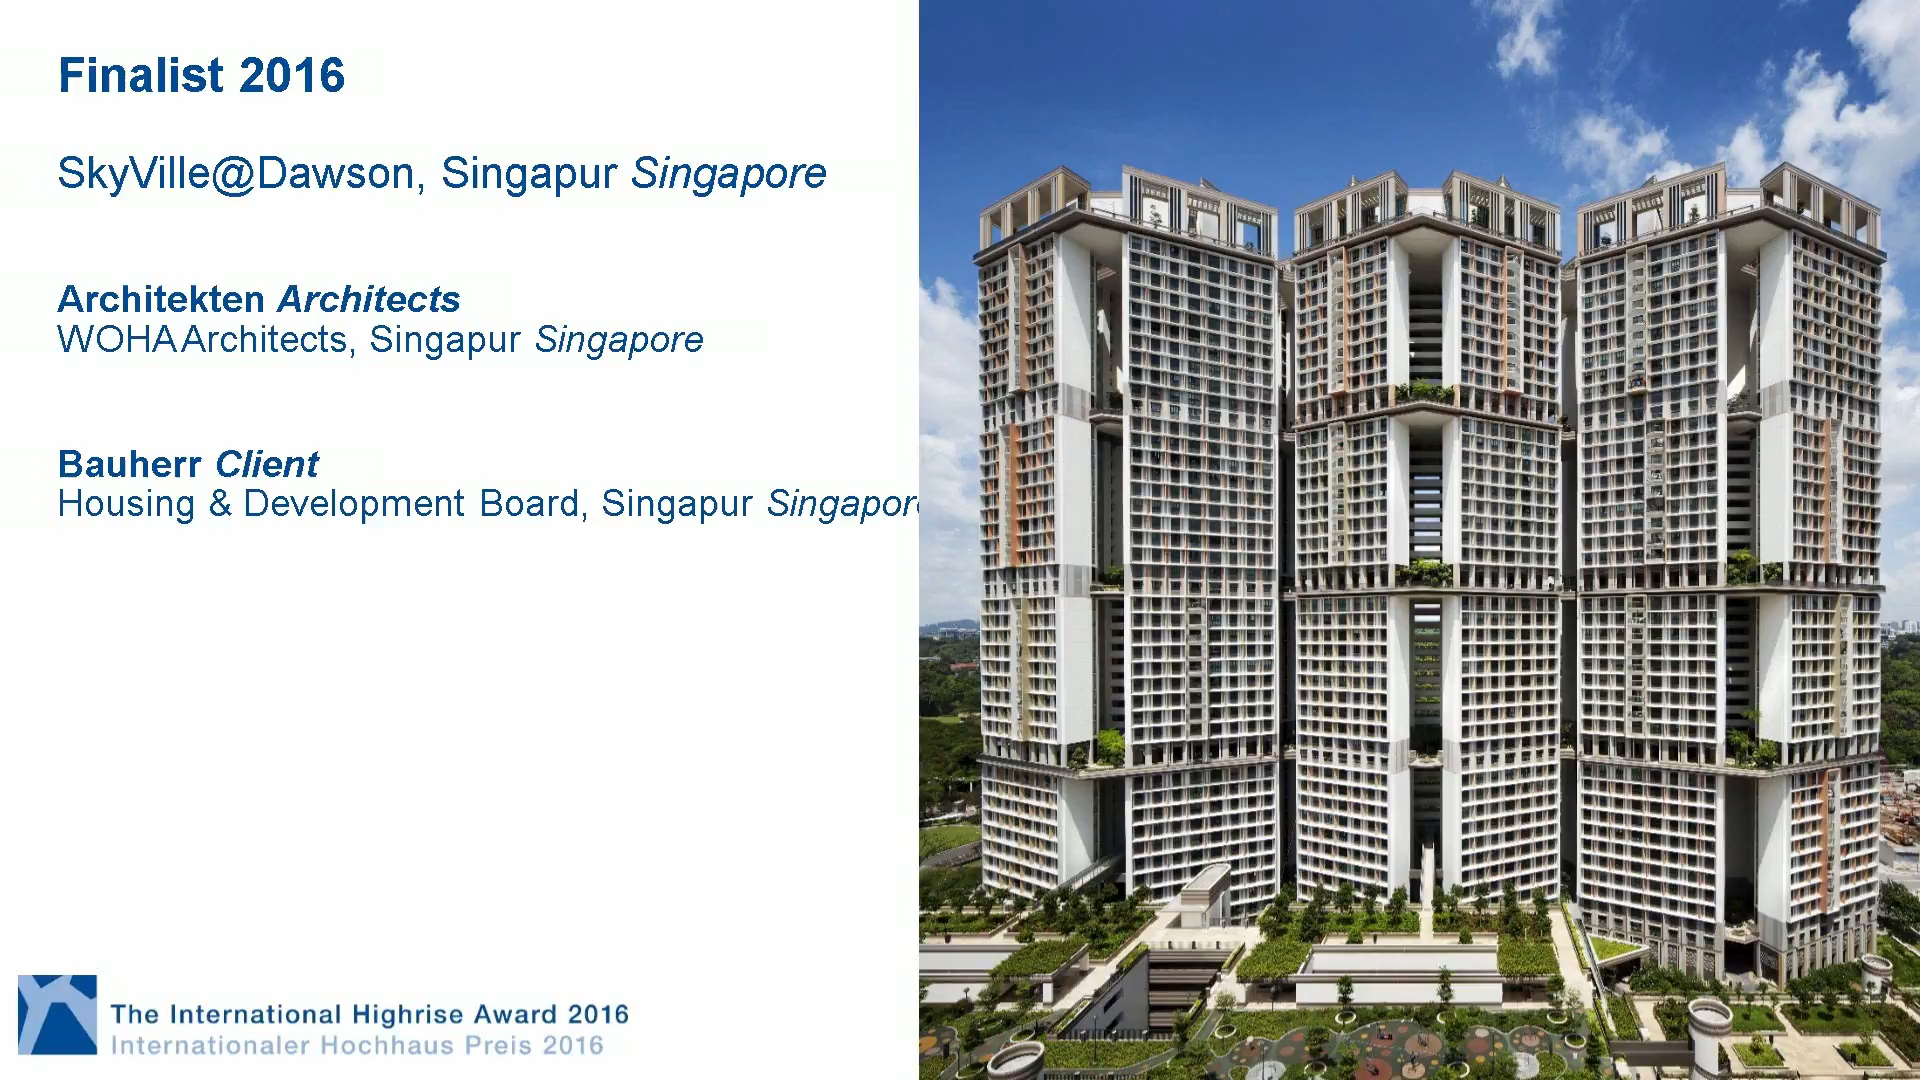 Finalist 2016
SkyVille@Dawson, Singapur Singapore
Architekten Architects
WOHA Architects, Singapur Singapore
Bauherr Client
Housing & Development Board, Singapur Singapore
The International Highrise Award 2016
Internationaler Hochhaus Preis 2016